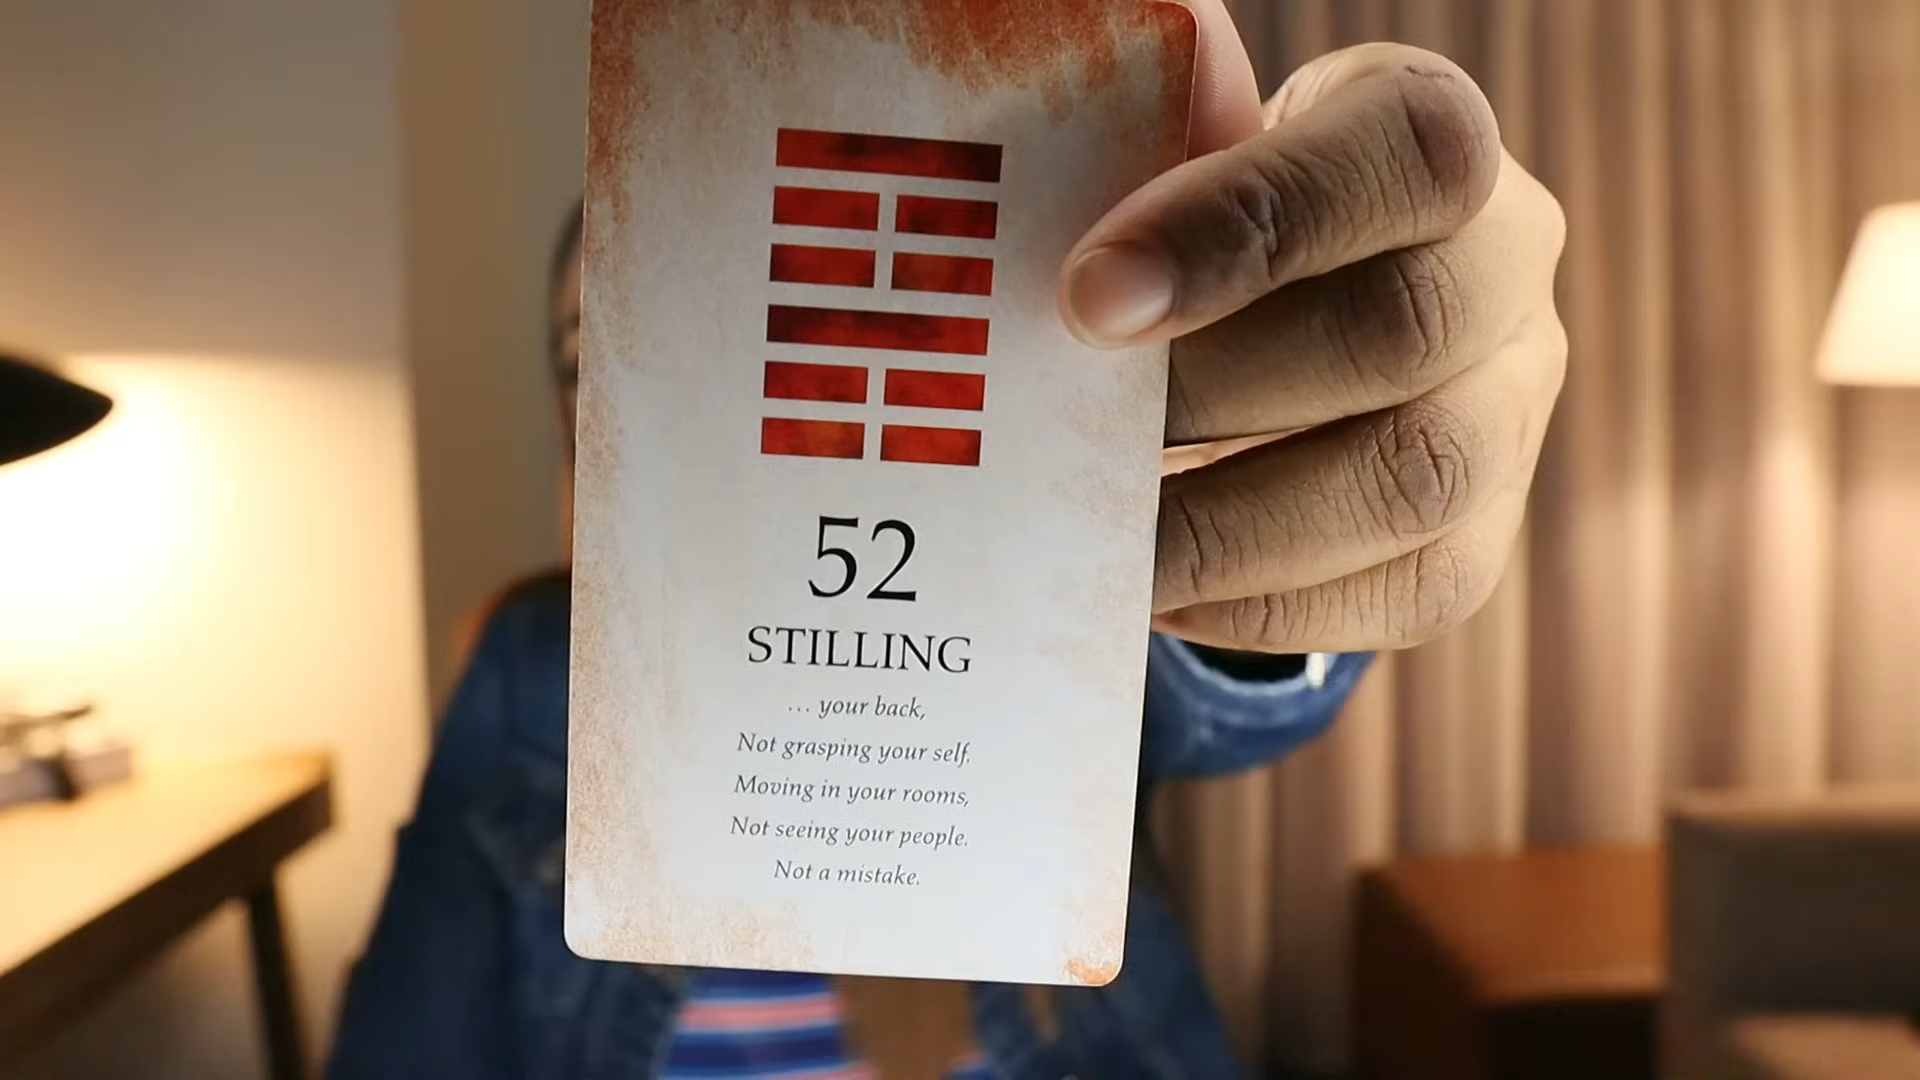 52
STILLING
... your back,
Not grasping your self.
Moving in your rooms,
Not seeing your people.
Not a mistake.